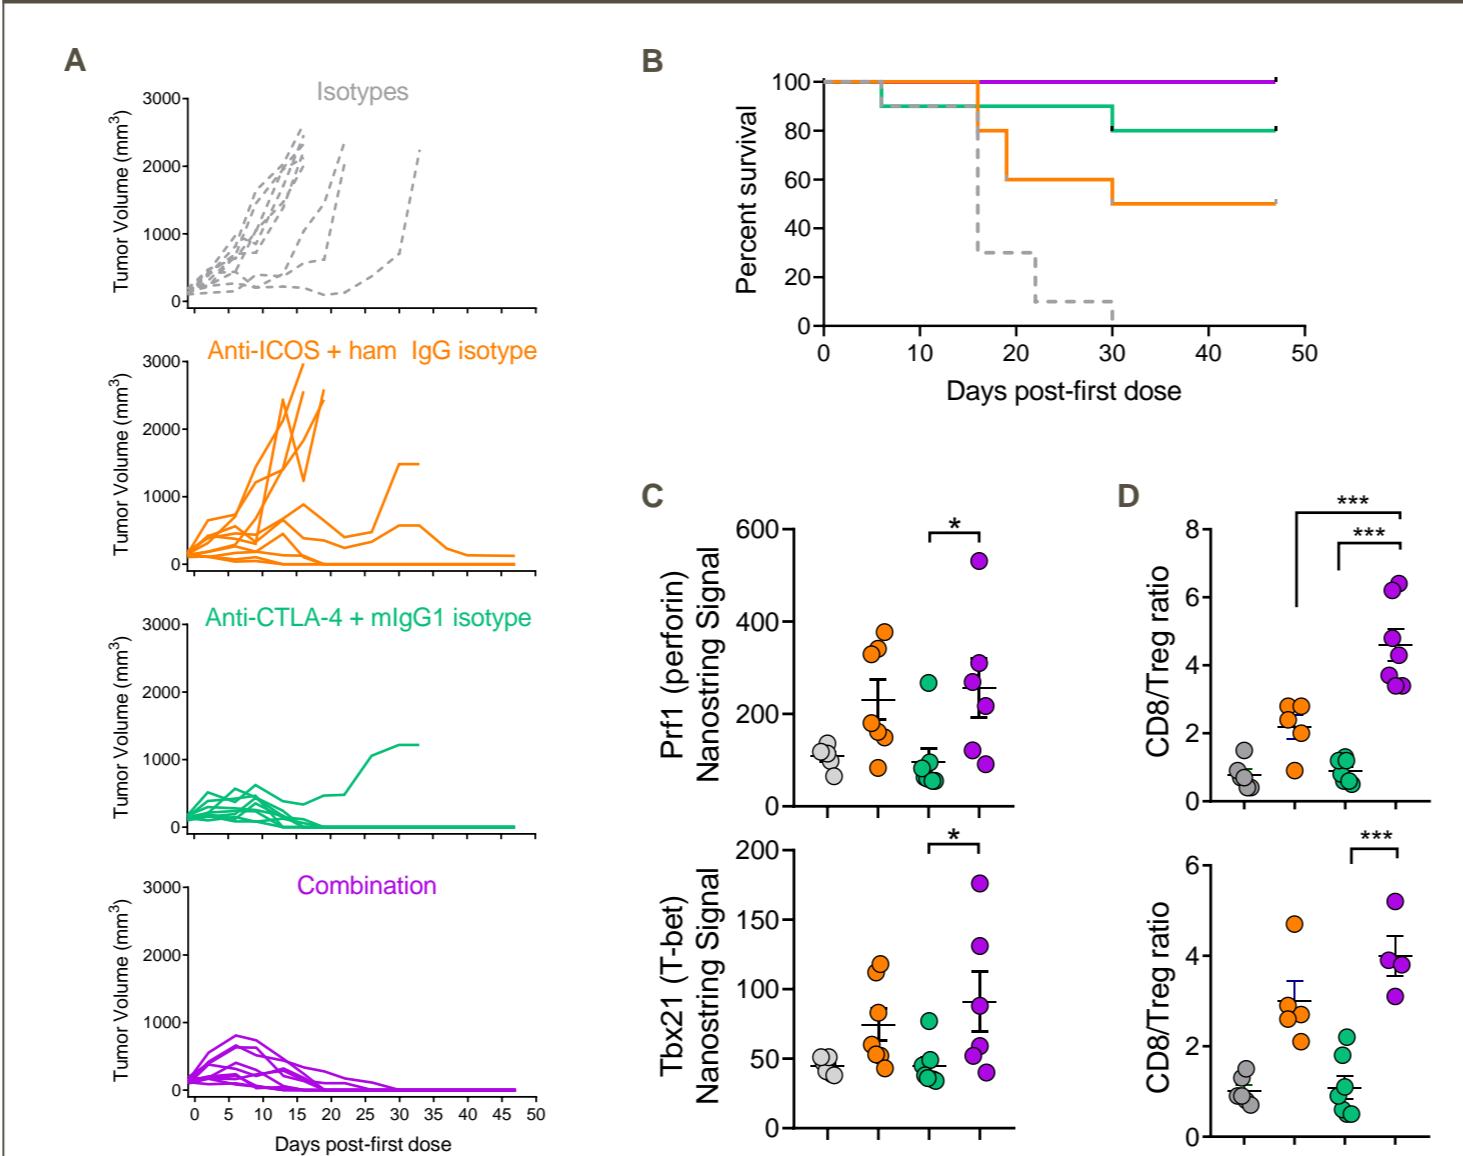 A
Isotypes
Tumor Volume (mm3)
3000
2000
1000
0
Anti-ICOS + ham IgG isotype
Tumor Volume (mm3)
3000
2000
1000
0
Anti-CTLA-4 + mIgG1 isotype
Tumor Volume (mm3)
3000
2000
1000
0
Combination
Tumor Volume (mm3)
3000
2000
1000
0
0 5 10 15 20 25 30 35 40 45 50
Days post-first dose
B
Percent survival
100
80
60
40
20
0
0 10 20 30 40 50
Days post-first dose
C
Prf1 (perforin)
Nanostring Signal
600
400
200
0
*
Tbx21 (T-bet)
Nanostring Signal
200
150
100
50
0
*
D
CD8/Treg ratio
8
6
4
2
0
***
***
CD8/Treg ratio
6
4
2
0
***